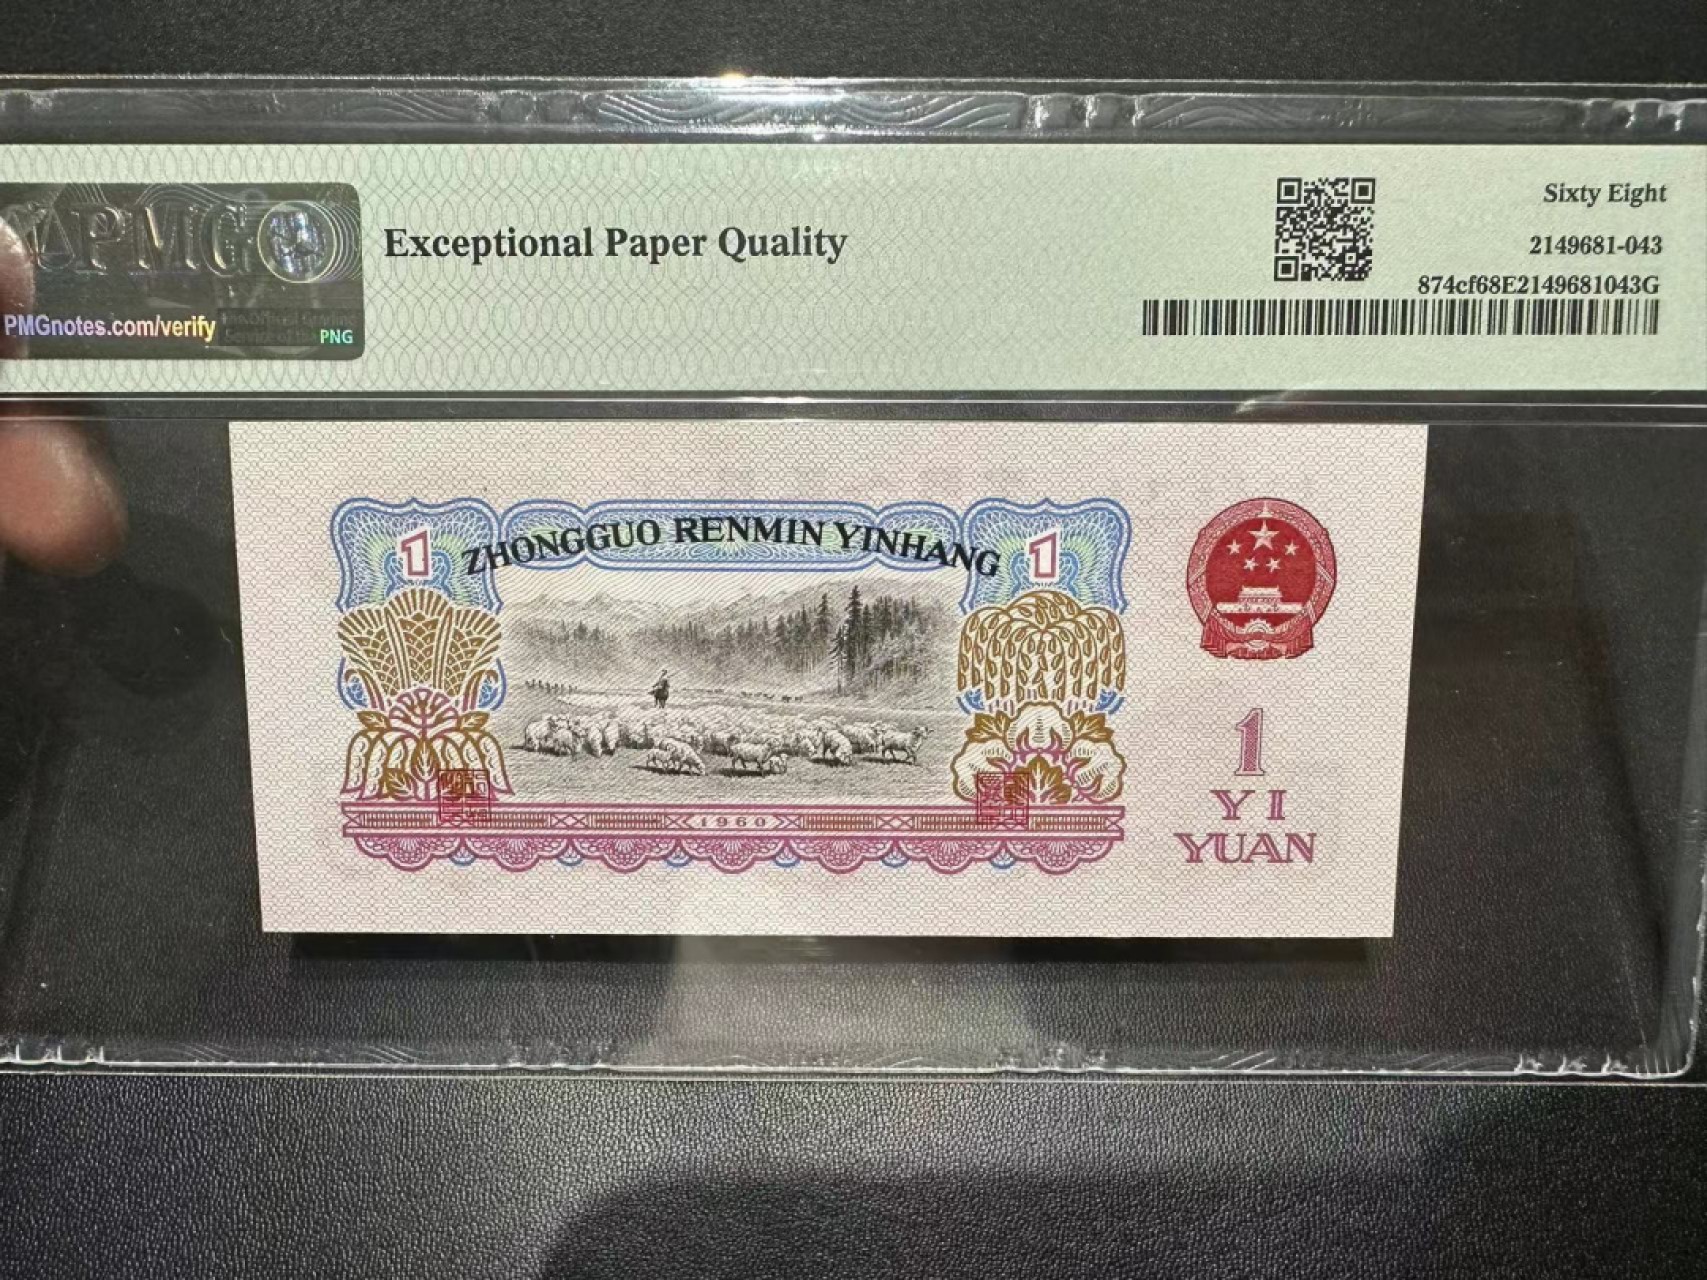 PMG
Exceptional Paper Quality
Sixty Eight
2149681-043
874cf68E2149681043G
PMGnotes.com/verify
PNG
1
ZHONGGUO RENMIN YINHANG
1
1960
1
YI
YUAN